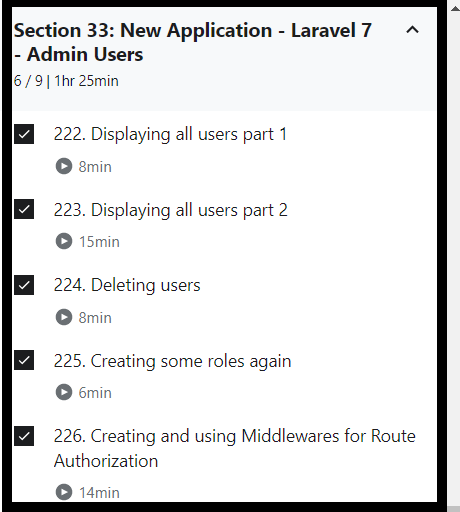 Section 33: New Application - Laravel 7
- Admin Users
6 / 9 | 1hr 25min
222. Displaying all users part 1
8min
223. Displaying all users part 2
15min
224. Deleting users
8min
225. Creating some roles again
6min
226. Creating and using Middlewares for Route
Authorization
14min